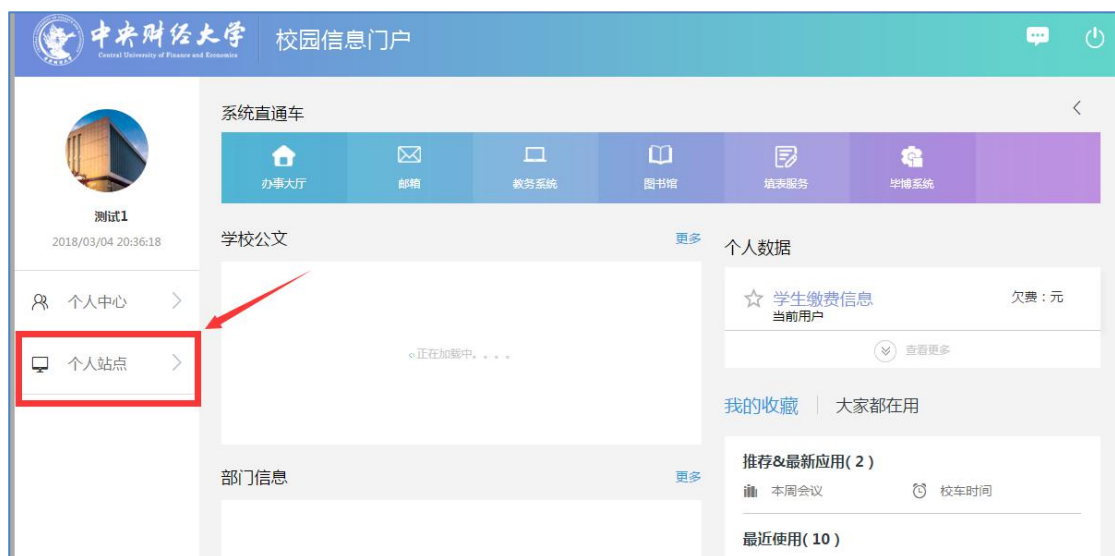 中央财经大学
Central University of Finance and Economics
校园信息门户
测试1
2018/03/04 20:36:18
个人中心
个人站点
系统直通车
办事大厅
邮箱
教务系统
图书馆
填表服务
毕博系统
学校公文
更多
正在加载中。。。。
部门信息
更多
个人数据
学生缴费信息
欠费：元
当前用户
查看更多
我的收藏
大家都在用
推荐&最新应用( 2 )
本周会议
校车时间
最近使用( 10 )